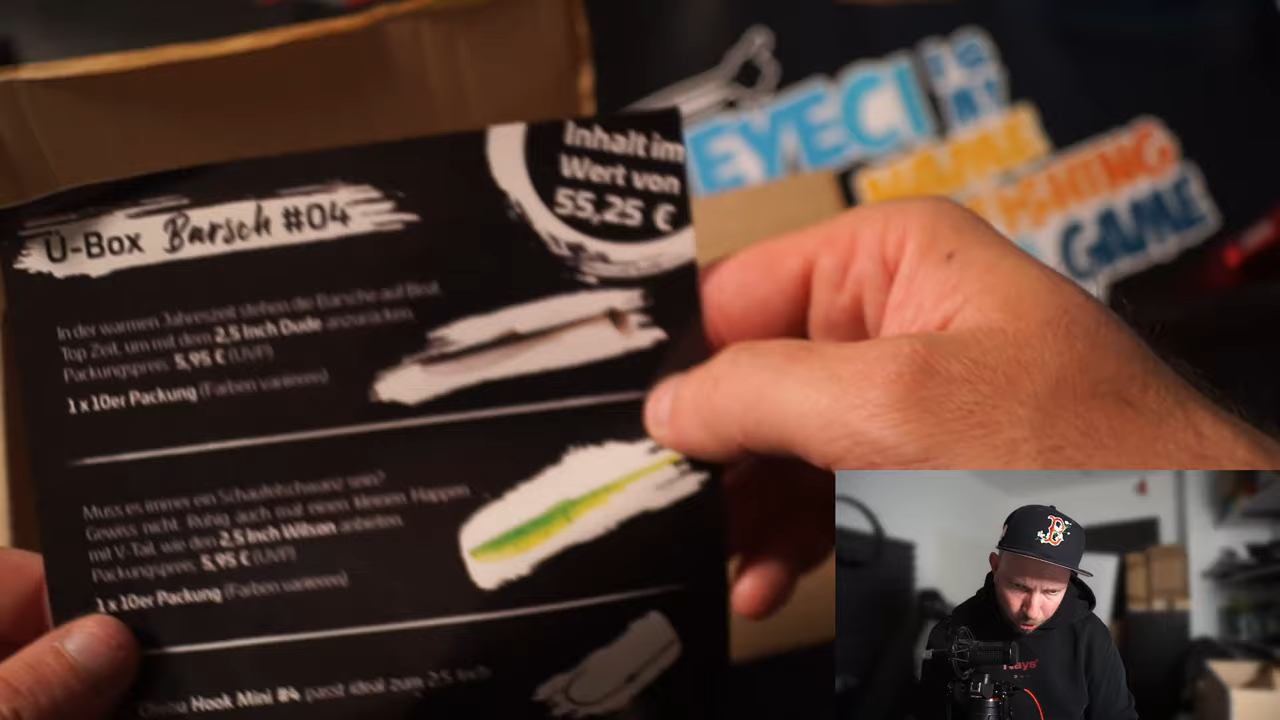 Inhalt im
Wert von
55,25 €
Ü-Box Barsch #04
In der warmen Jahreszeit stehen die Barsche auf Beute.
Top Zeit, um mit dem 2,5 Inch Dude anzurücken.
Packungspreis: 5,95 € (UVP)
1 x 10er Packung (Farben variieren)
Muss es immer ein Schaufelschwanz sein?
Gewiss nicht. Ruhig auch mal einen kleinen Happen
mit V-Tail, wie den 2,5 Inch Wilson anbieten.
Packungspreis: 5,95 € (UVP)
1 x 10er Packung (Farben variieren)
Hook Mini #4 passt ideal zum 2,5 Inch
EYECI
FISHING
GAME
B